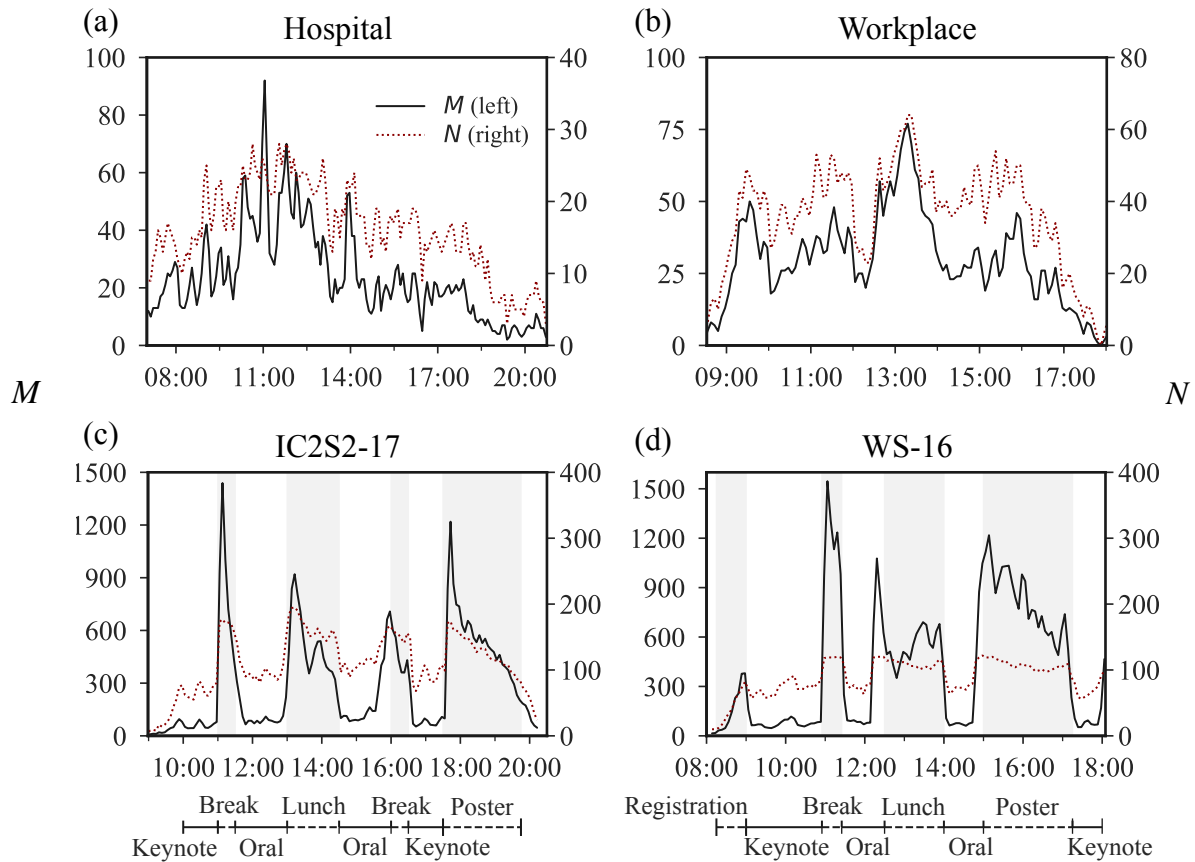 (a) Hospital
(b) Workplace
100 80 60 40 20 0
40 30 20 10 0
M (left)
N (right)
08:00 11:00 14:00 17:00 20:00
100 75 50 25 0
80 60 40 20 0
09:00 11:00 13:00 15:00 17:00
M
N
(c) IC2S2-17
(d) WS-16
1500 1200 900 600 300 0
400 300 200 100 0
10:00 12:00 14:00 16:00 18:00 20:00
1500 1200 900 600 300 0
400 300 200 100 0
08:00 10:00 12:00 14:00 16:00 18:00
Break Lunch Break Poster
Keynote Oral Oral Keynote
Registration Break Lunch Poster
Keynote Oral Oral Keynote